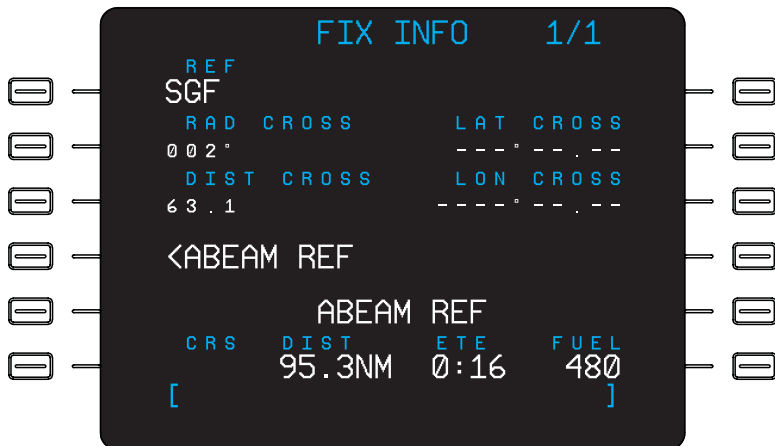 FIX INFO 1/1
REF
SGF
RAD CROSS LAT CROSS
002° ---°--.--
DIST CROSS LON CROSS
63.1 ----°--.--
<ABEAM REF
ABEAM REF
CRS DIST ETE FUEL
95.3NM 0:16 480
[ ]